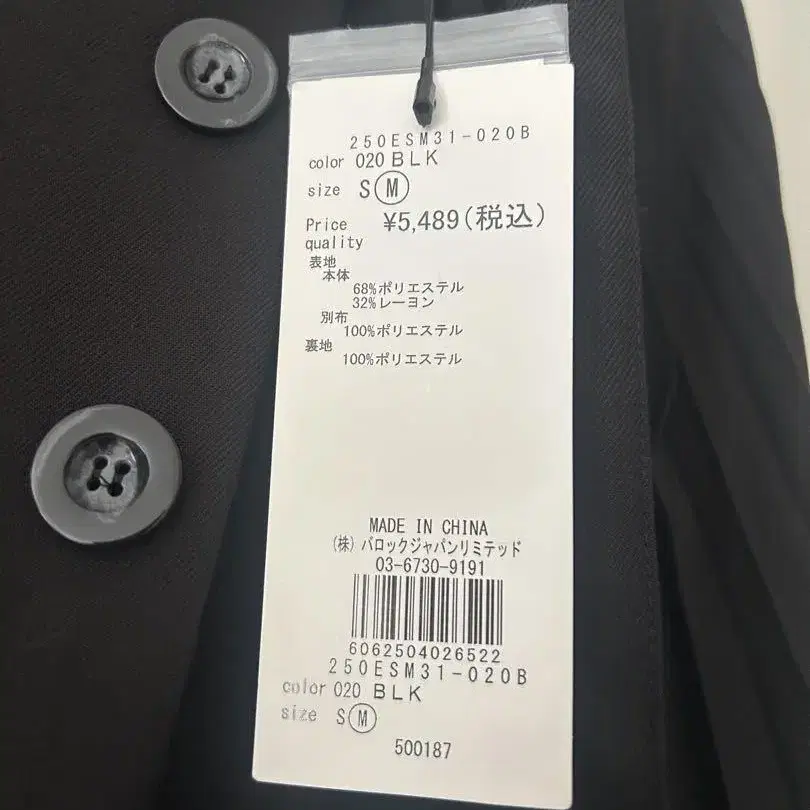 250ESM31-020B
color 020 BLK
size S M
Price ¥5,489(税込)
quality
表地
本体
68%ポリエステル
32%レーヨン
別布
100%ポリエステル
裏地
100%ポリエステル
MADE IN CHINA
(株)バロックジャパンリミテッド
03-6730-9191
6062504026522
250ESM31-020B
color 020 BLK
size S M
500187